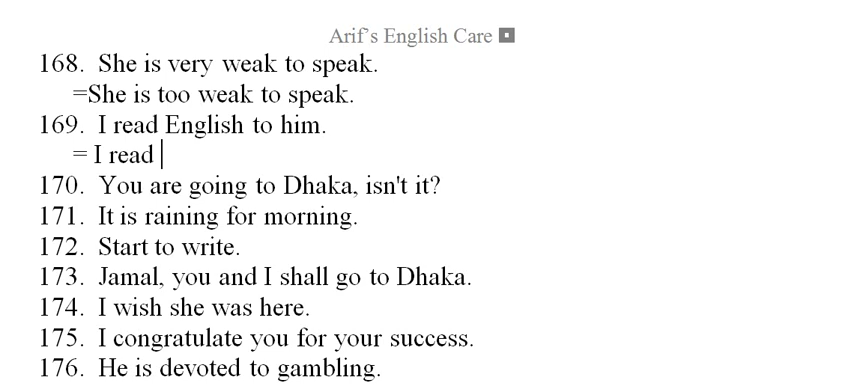 Arif's English Care
168. She is very weak to speak.
=She is too weak to speak.
169. I read English to him.
= I read
170. You are going to Dhaka, isn't it?
171. It is raining for morning.
172. Start to write.
173. Jamal, you and I shall go to Dhaka.
174. I wish she was here.
175. I congratulate you for your success.
176. He is devoted to gambling.